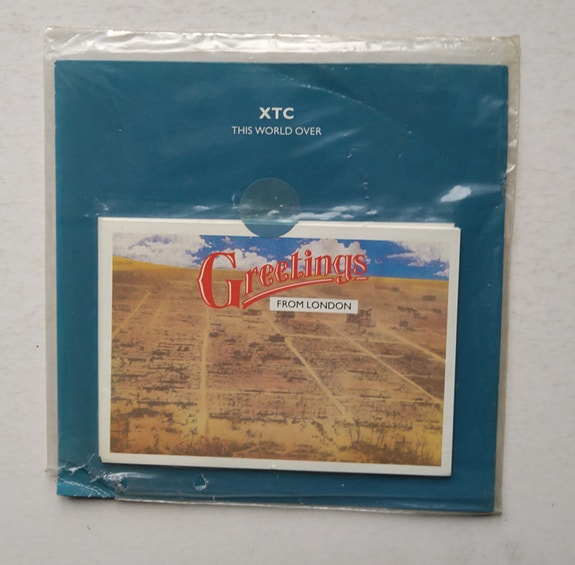 XTC
THIS WORLD OVER
Greetings
FROM LONDON